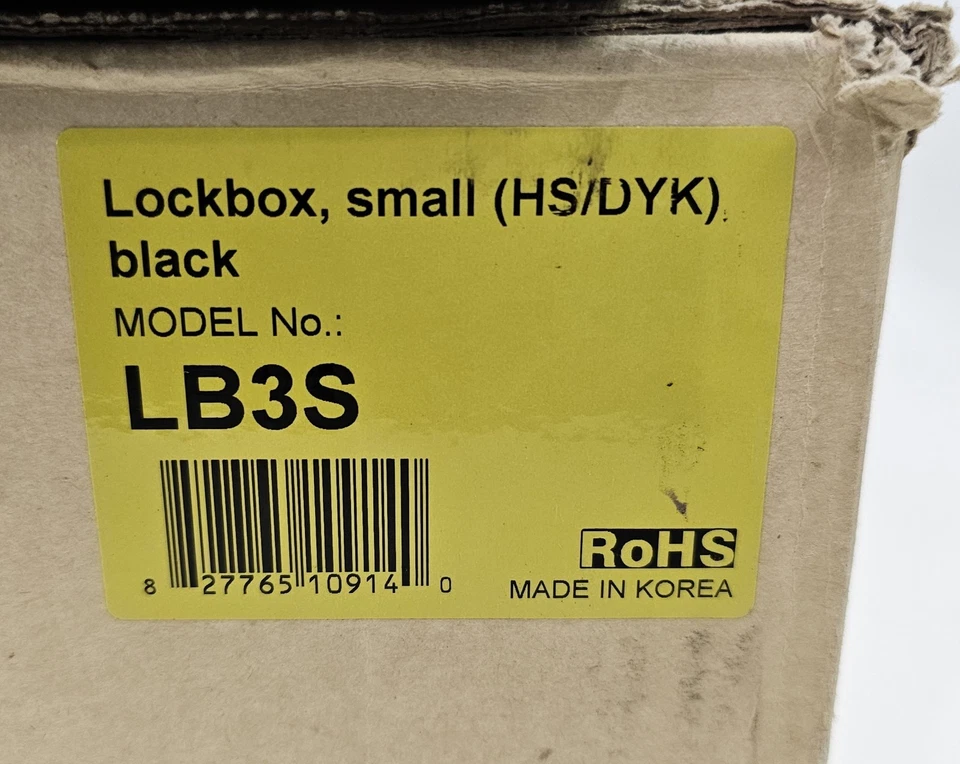 Lockbox, small (HS/DYK)
black
MODEL No.:
LB3S
8 27765 10914 0
RoHS
MADE IN KOREA